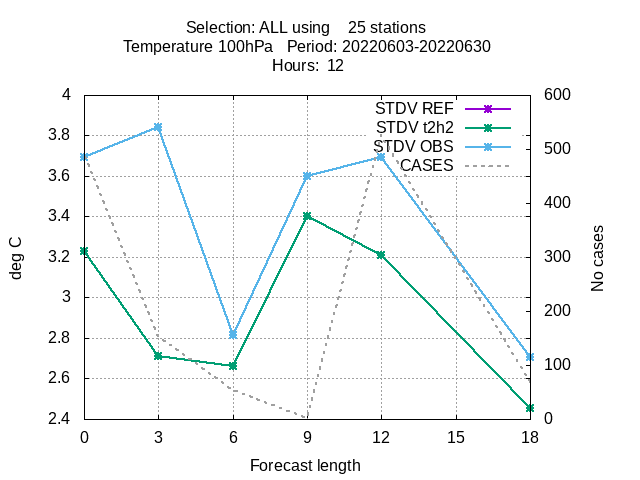 Selection: ALL using    25 stations
Temperature 100hPa   Period: 20220603-20220630
Hours:  12
STDV REF
STDV t2h2
STDV OBS
CASES
4
3.8
3.6
3.4
3.2
3
2.8
2.6
2.4
deg C
600
500
400
300
200
100
0
No cases
0 3 6 9 12 15 18
Forecast length